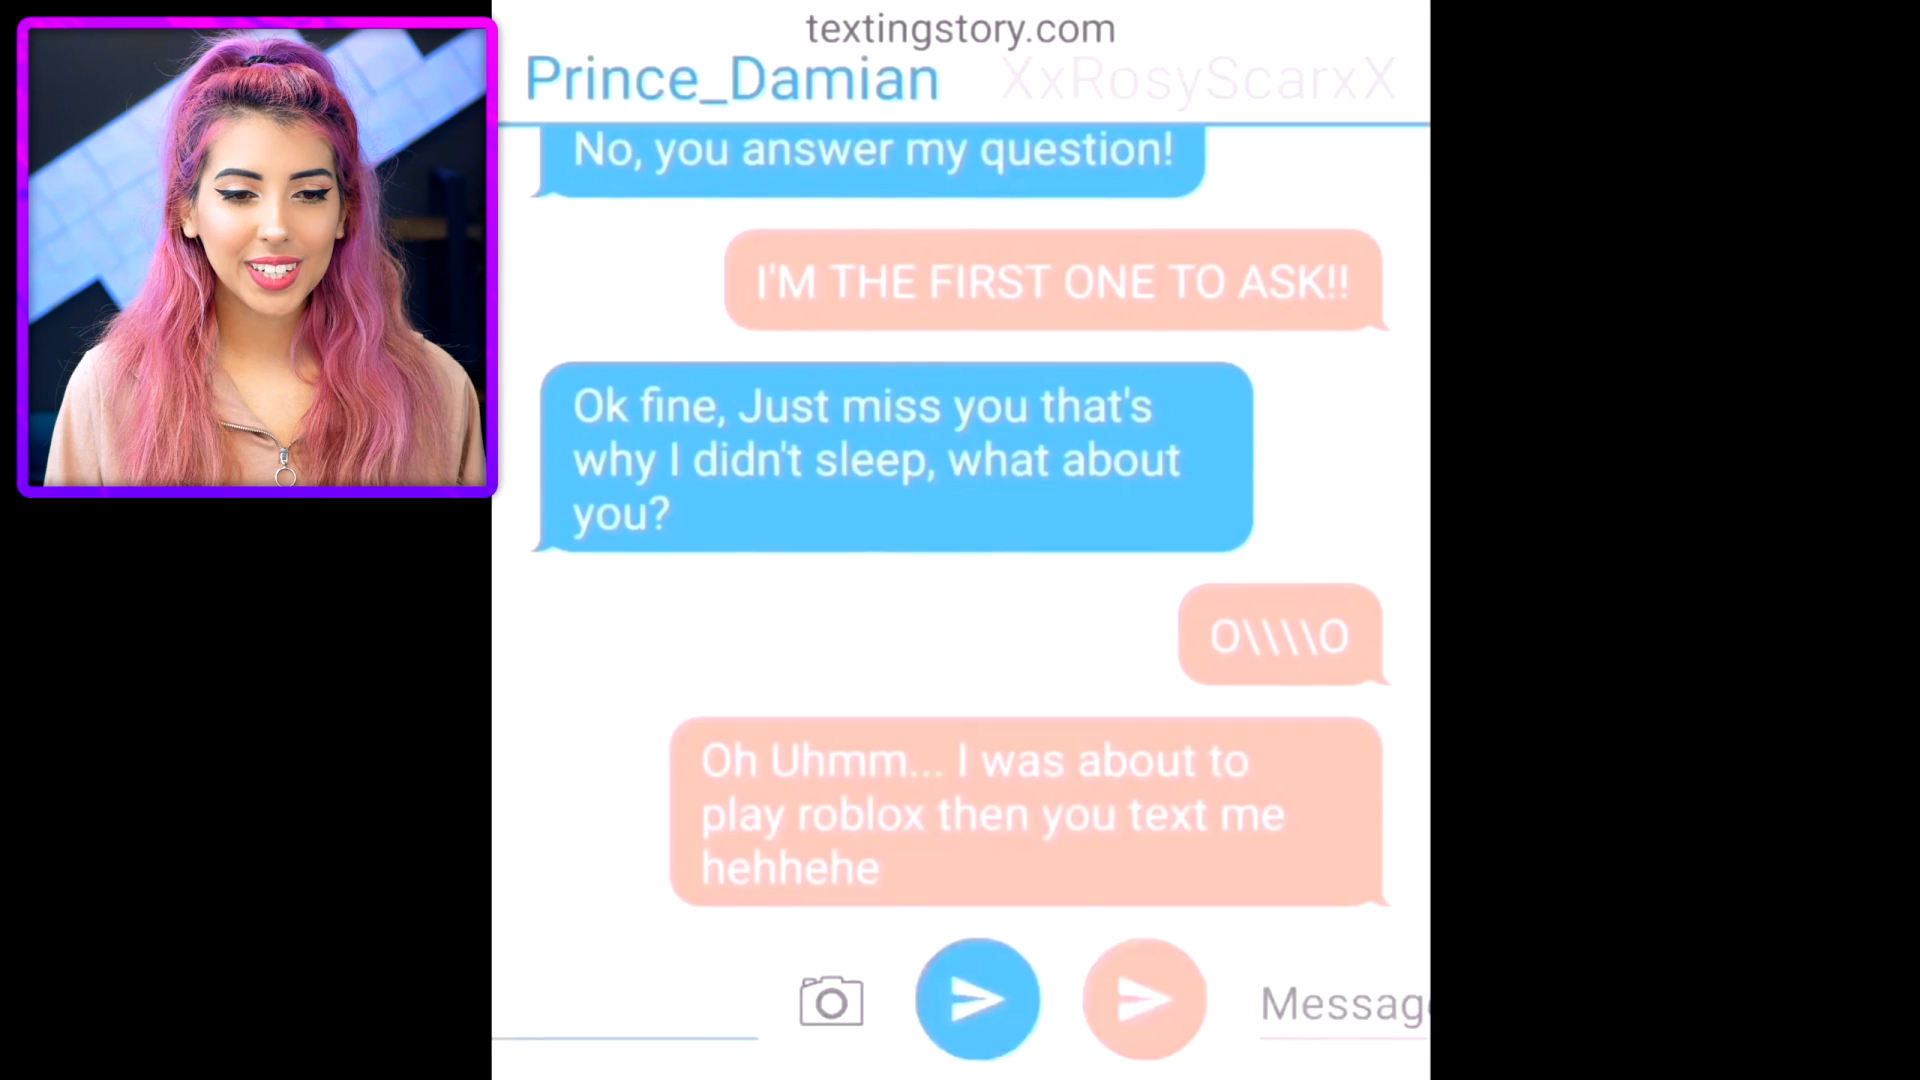 textingstory.com
Prince_Damian XxRosyScarxX
No, you answer my question!
I'M THE FIRST ONE TO ASK!!
Ok fine, Just miss you that's
why I didn't sleep, what about
you?
O\\\\O
Oh Uhmm... I was about to
play roblox then you text me
hehhehe
Messag